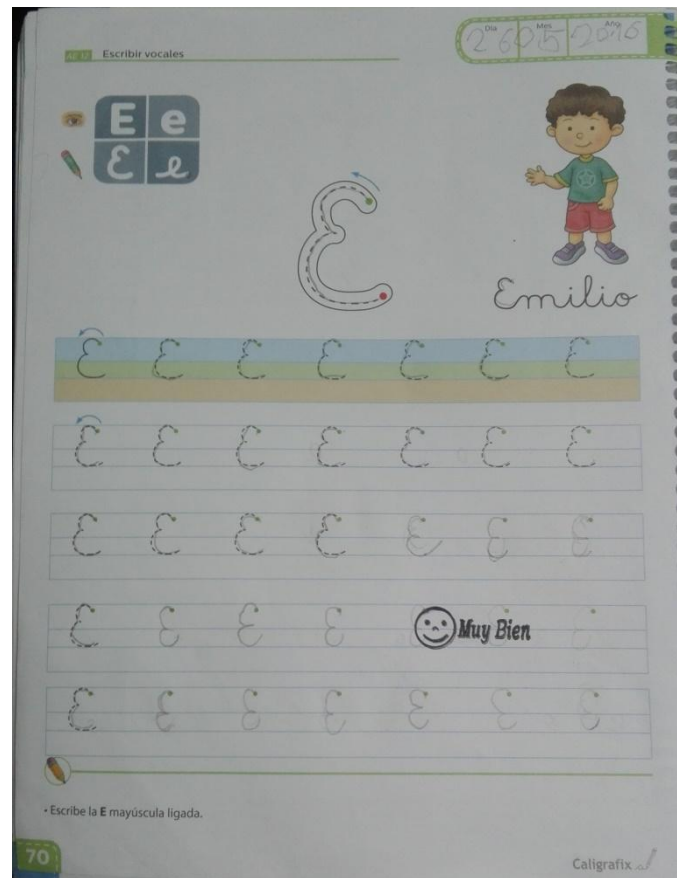 Día Mes Año
26 05 2016
Escribir vocales
E e
ℰ e
Emilio
ℰ ℰ ℰ ℰ ℰ ℰ ℰ
ℰ ℰ ℰ ℰ ℰ ℰ ℰ
ℰ ℰ ℰ ℰ ℰ ℰ ℰ
ℰ ℰ ℰ ℰ Muy Bien
ℰ ℰ ℰ ℰ ℰ ℰ ℰ
• Escribe la E mayúscula ligada.
70
Caligrafix